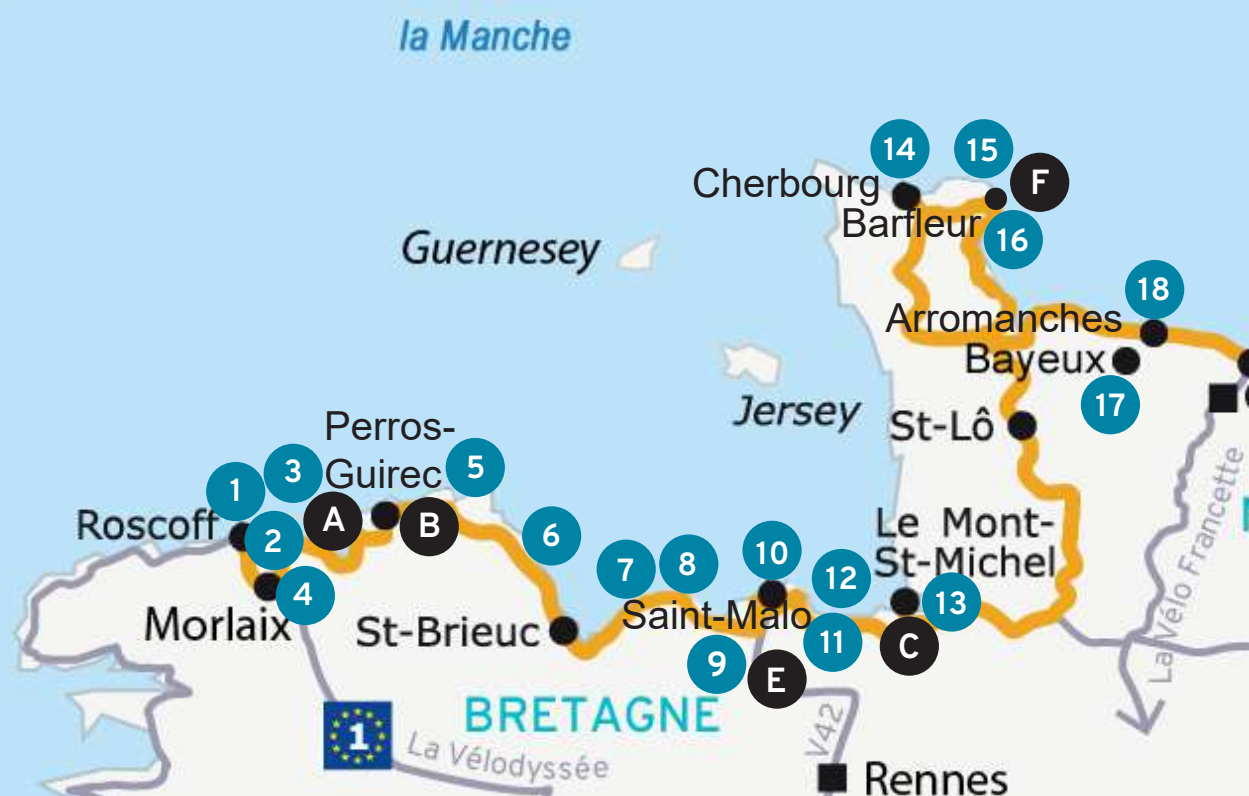 la Manche
14
15
F
Cherbourg
Barfleur
16
Guernesey
18
Arromanches
Bayeux
17
Jersey
St-Lô
Perros-
Guirec
5
3
1
A
B
Roscoff
2
4
Morlaix
6
St-Brieuc
7
8
10
12
Saint-Malo
11
9
E
Le Mont-
St-Michel
13
C
La Vélo Francette
BRETAGNE
1
La Vélodyssée
V42
Rennes